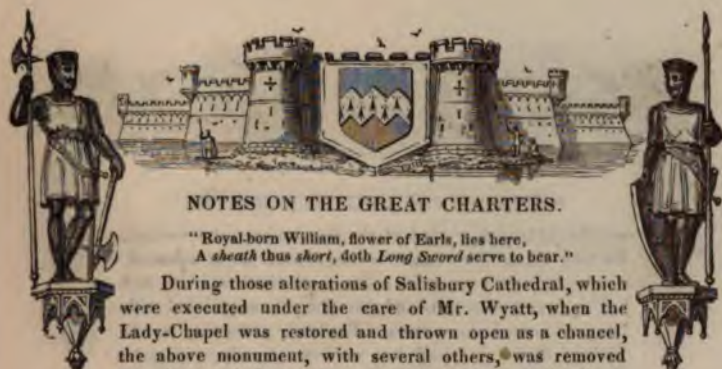 NOTES ON THE GREAT CHARTERS.
"Royal-born William, flower of Earls, lies here,
A sheath thus short, doth Long Sword serve to bear."
During those alterations of Salisbury Cathedral, which
were executed under the care of Mr. Wyatt, when the
Lady-Chapel was restored and thrown open as a chancel,
the above monument, with several others, was removed